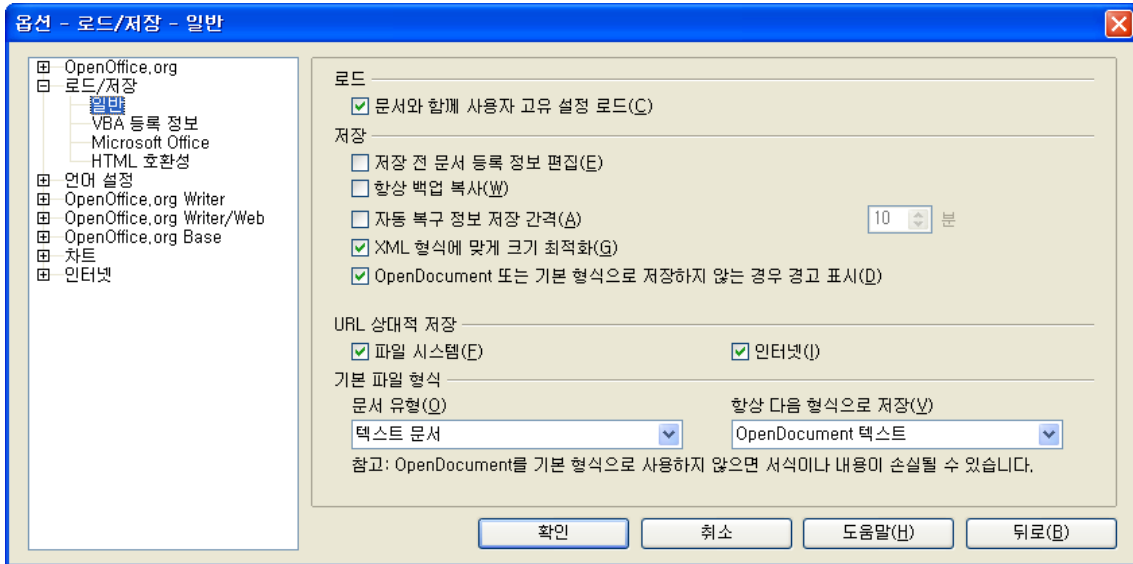 옵션 - 로드/저장 - 일반
OpenOffice.org
로드/저장
일반
VBA 등록 정보
Microsoft Office
HTML 호환성
언어 설정
OpenOffice.org Writer
OpenOffice.org Writer/Web
OpenOffice.org Base
차트
인터넷
로드
문서와 함께 사용자 고유 설정 로드(C)
저장
저장 전 문서 등록 정보 편집(E)
항상 백업 복사(W)
자동 복구 정보 저장 간격(A) 10 분
XML 형식에 맞게 크기 최적화(G)
OpenDocument 또는 기본 형식으로 저장하지 않는 경우 경고 표시(D)
URL 상대적 저장
파일 시스템(F) 인터넷(I)
기본 파일 형식
문서 유형(O) 항상 다음 형식으로 저장(V)
텍스트 문서 OpenDocument 텍스트
참고: OpenDocument를 기본 형식으로 사용하지 않으면 서식이나 내용이 손실될 수 있습니다.
확인 취소 도움말(H) 뒤로(B)